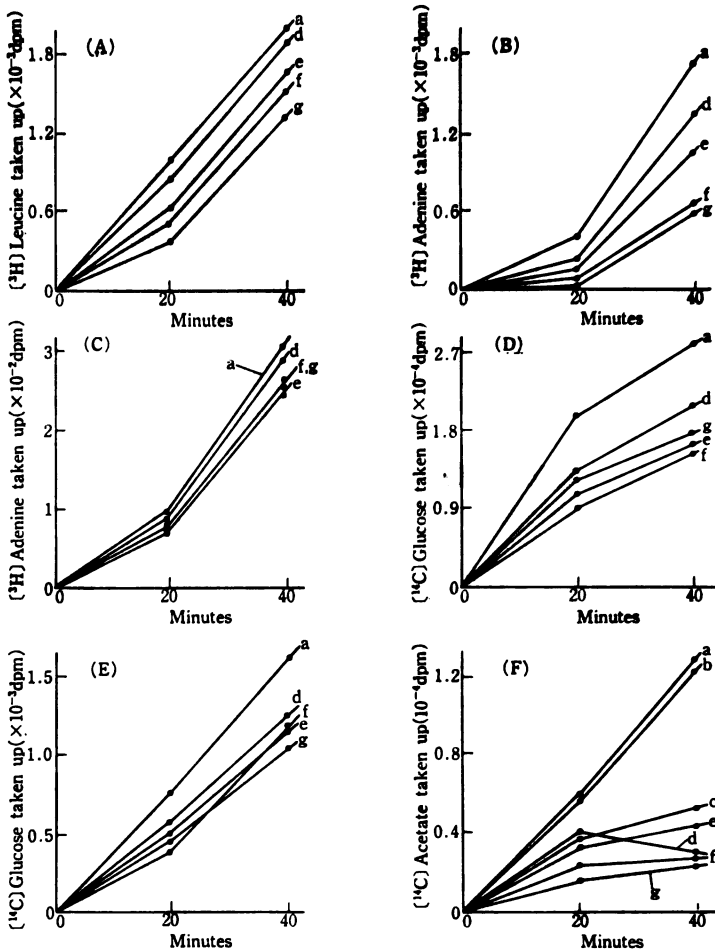 (A)
[³H] Leucine taken up(×10⁻³dpm)
1.8
1.2
0.6
0
a
d
e
f
g
0
20
40
Minutes
(B)
[³H] Adenine taken up(×10⁻³dpm)
1.8
1.2
0.6
0
a
d
e
f
g
0
20
40
Minutes
(C)
[³H] Adenine taken up(×10⁻²dpm)
3
2
1
0
a
d
f,g
e
0
20
40
Minutes
(D)
[¹⁴C] Glucose taken up(×10⁻⁴dpm)
2.7
1.8
0.9
0
a
d
g
e
f
0
20
40
Minutes
(E)
[¹⁴C] Glucose taken up(×10⁻³dpm)
1.5
1.0
0.5
0
a
d
f
e
g
0
20
40
Minutes
(F)
[¹⁴C] Acetate taken up(10⁻⁴dpm)
1.2
0.4
0.4
0
a
b
c
e
d
f
g
0
20
40
Minutes